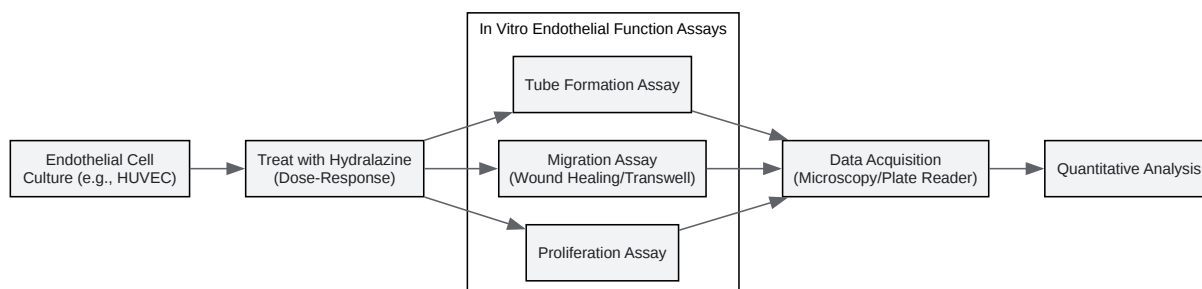 In Vitro Endothelial Function Assays
Tube Formation Assay
Endothelial Cell
Culture (e.g., HUVEC)
Treat with Hydralazine
(Dose-Response)
Migration Assay
(Wound Healing/Transwell)
Data Acquisition
(Microscopy/Plate Reader)
Quantitative Analysis
Proliferation Assay